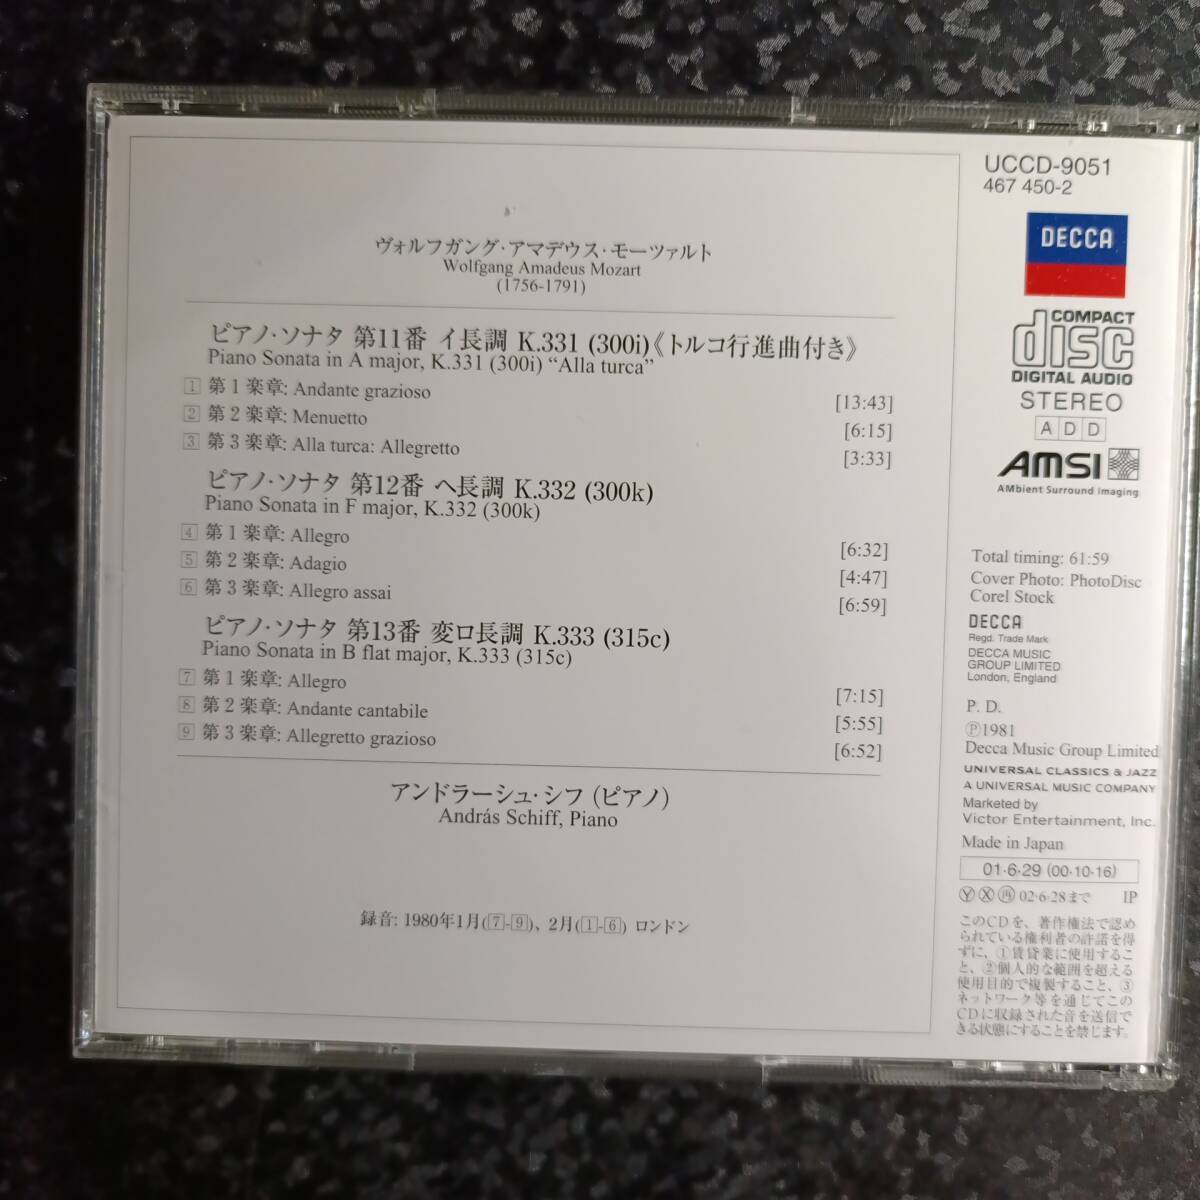 ヴォルフガング・アマデウス・モーツァルト
Wolfgang Amadeus Mozart
(1756-1791)
ピアノ・ソナタ 第11番 イ長調 K.331 (300i)《トルコ行進曲付き》
Piano Sonata in A major, K.331 (300i) “Alla turca”
1 第1楽章: Andante grazioso [13:43]
2 第2楽章: Menuetto [6:15]
3 第3楽章: Alla turca: Allegretto [3:33]
ピアノ・ソナタ 第12番 ヘ長調 K.332 (300k)
Piano Sonata in F major, K.332 (300k)
4 第1楽章: Allegro [6:32]
5 第2楽章: Adagio [4:47]
6 第3楽章: Allegro assai [6:59]
ピアノ・ソナタ 第13番 変ロ長調 K.333 (315c)
Piano Sonata in B flat major, K.333 (315c)
7 第1楽章: Allegro [7:15]
8 第2楽章: Andante cantabile [5:55]
9 第3楽章: Allegretto grazioso [6:52]
アンドラーシュ・シフ (ピアノ)
András Schiff, Piano
録音: 1980年1月(7-9)、2月(1-6) ロンドン
UCCD-9051
467 450-2
DECCA
COMPACT
disc
DIGITAL AUDIO
STEREO
ADD
AMSI
AMbient Surround Imaging
Total timing: 61:59
Cover Photo: PhotoDisc
Corel Stock
DECCA
Regd. Trade Mark
DECCA MUSIC
GROUP LIMITED
London, England
P. D.
Ⓟ1981
Decca Music Group Limited
UNIVERSAL CLASSICS & JAZZ
A UNIVERSAL MUSIC COMPANY
Marketed by
Victor Entertainment, Inc.
Made in Japan
01·6·29 (00·10·16)
Ⓨ Ⓧ ㊢ 02·6·28まで IP
このCDを、著作権法で認め
られている権利者の許諾を得
ずに、①賃貸業に使用するこ
と、②個人的な範囲を超える
使用目的で複製すること、③
ネットワーク等を通じてこの
CDに収録された音を送信で
きる状態にすることを禁じます。